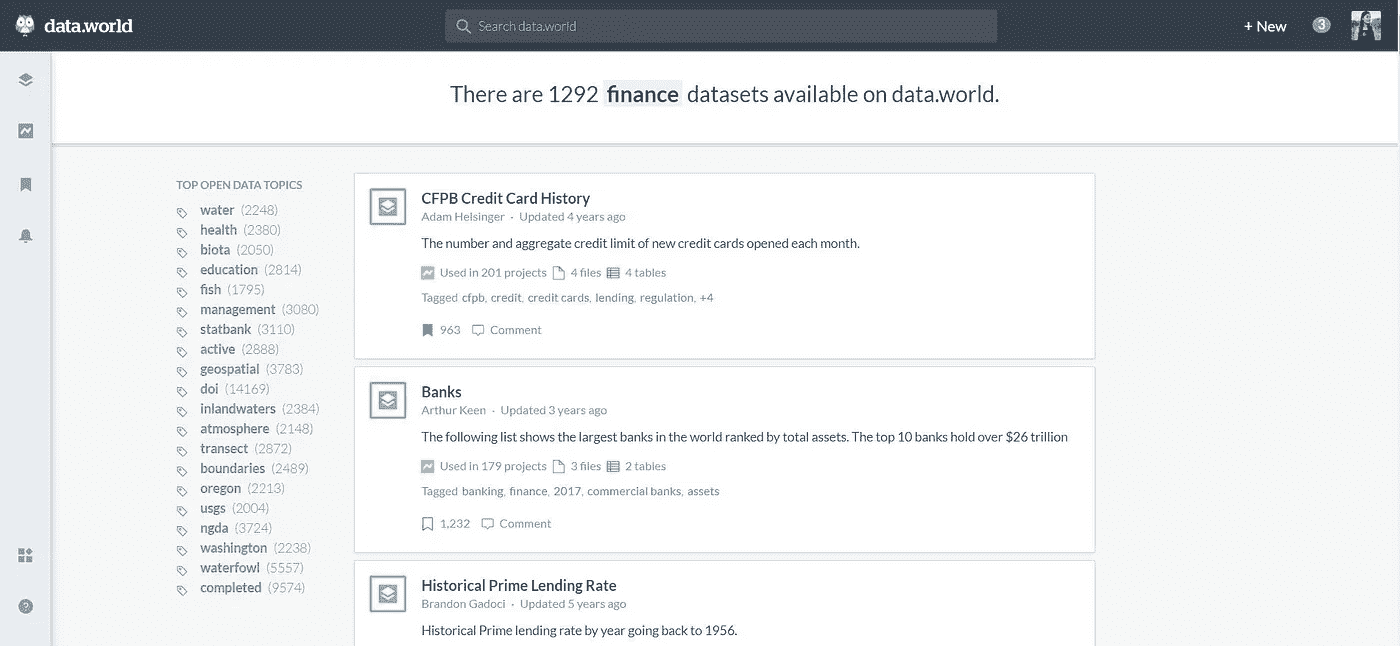 data.world
Search data.world
+ New
3
There are 1292 finance datasets available on data.world.
TOP OPEN DATA TOPICS
water (2248)
health (2380)
biota (2050)
education (2814)
fish (1795)
management (3080)
statbank (3110)
active (2888)
geospatial (3783)
doi (14169)
inlandwaters (2384)
atmosphere (2148)
transect (2872)
boundaries (2489)
oregon (2213)
usgs (2004)
ngda (3724)
washington (2238)
waterfowl (5557)
completed (9574)
CFPB Credit Card History
Adam Helsinger · Updated 4 years ago
The number and aggregate credit limit of new credit cards opened each month.
Used in 201 projects 4 files 4 tables
Tagged cfpb, credit, credit cards, lending, regulation, +4
963 Comment
Banks
Arthur Keen · Updated 3 years ago
The following list shows the largest banks in the world ranked by total assets. The top 10 banks hold over $26 trillion
Used in 179 projects 3 files 2 tables
Tagged banking, finance, 2017, commercial banks, assets
1,232 Comment
Historical Prime Lending Rate
Brandon Gadoci · Updated 5 years ago
Historical Prime lending rate by year going back to 1956.
?